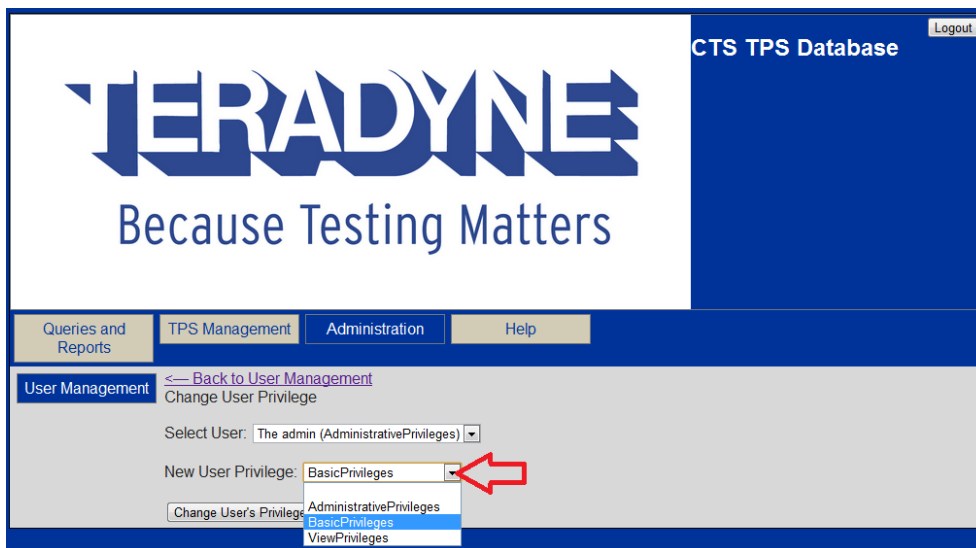 Logout
CTS TPS Database
TERADYNE
Because Testing Matters
Queries and
Reports
TPS Management
Administration
Help
User Management
<— Back to User Management
Change User Privilege
Select User: The admin (AdministrativePrivileges)
New User Privilege: BasicPrivileges
AdministrativePrivileges
BasicPrivileges
ViewPrivileges
Change User's Privilege